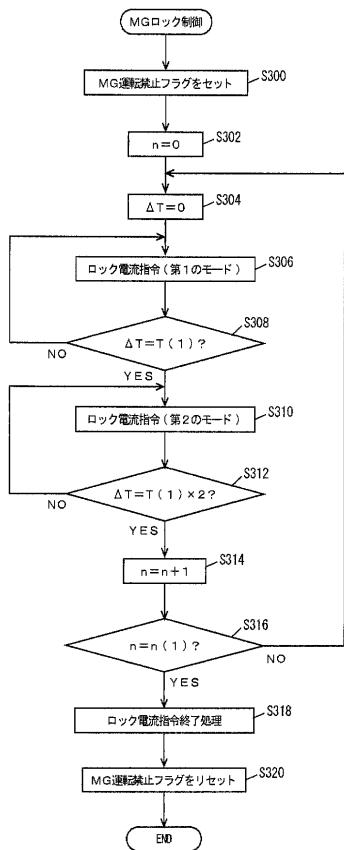 MGロック制御
MG運転禁止フラグをセット
S300
n=0
S302
ΔT=0
S304
ロック電流指令(第1のモード)
S306
ΔT=T(1)?
S308
NO
YES
ロック電流指令(第2のモード)
S310
ΔT=T(1)×2?
S312
NO
YES
n=n+1
S314
n=n(1)?
S316
NO
YES
ロック電流指令終了処理
S318
MG運転禁止フラグをリセット
S320
END